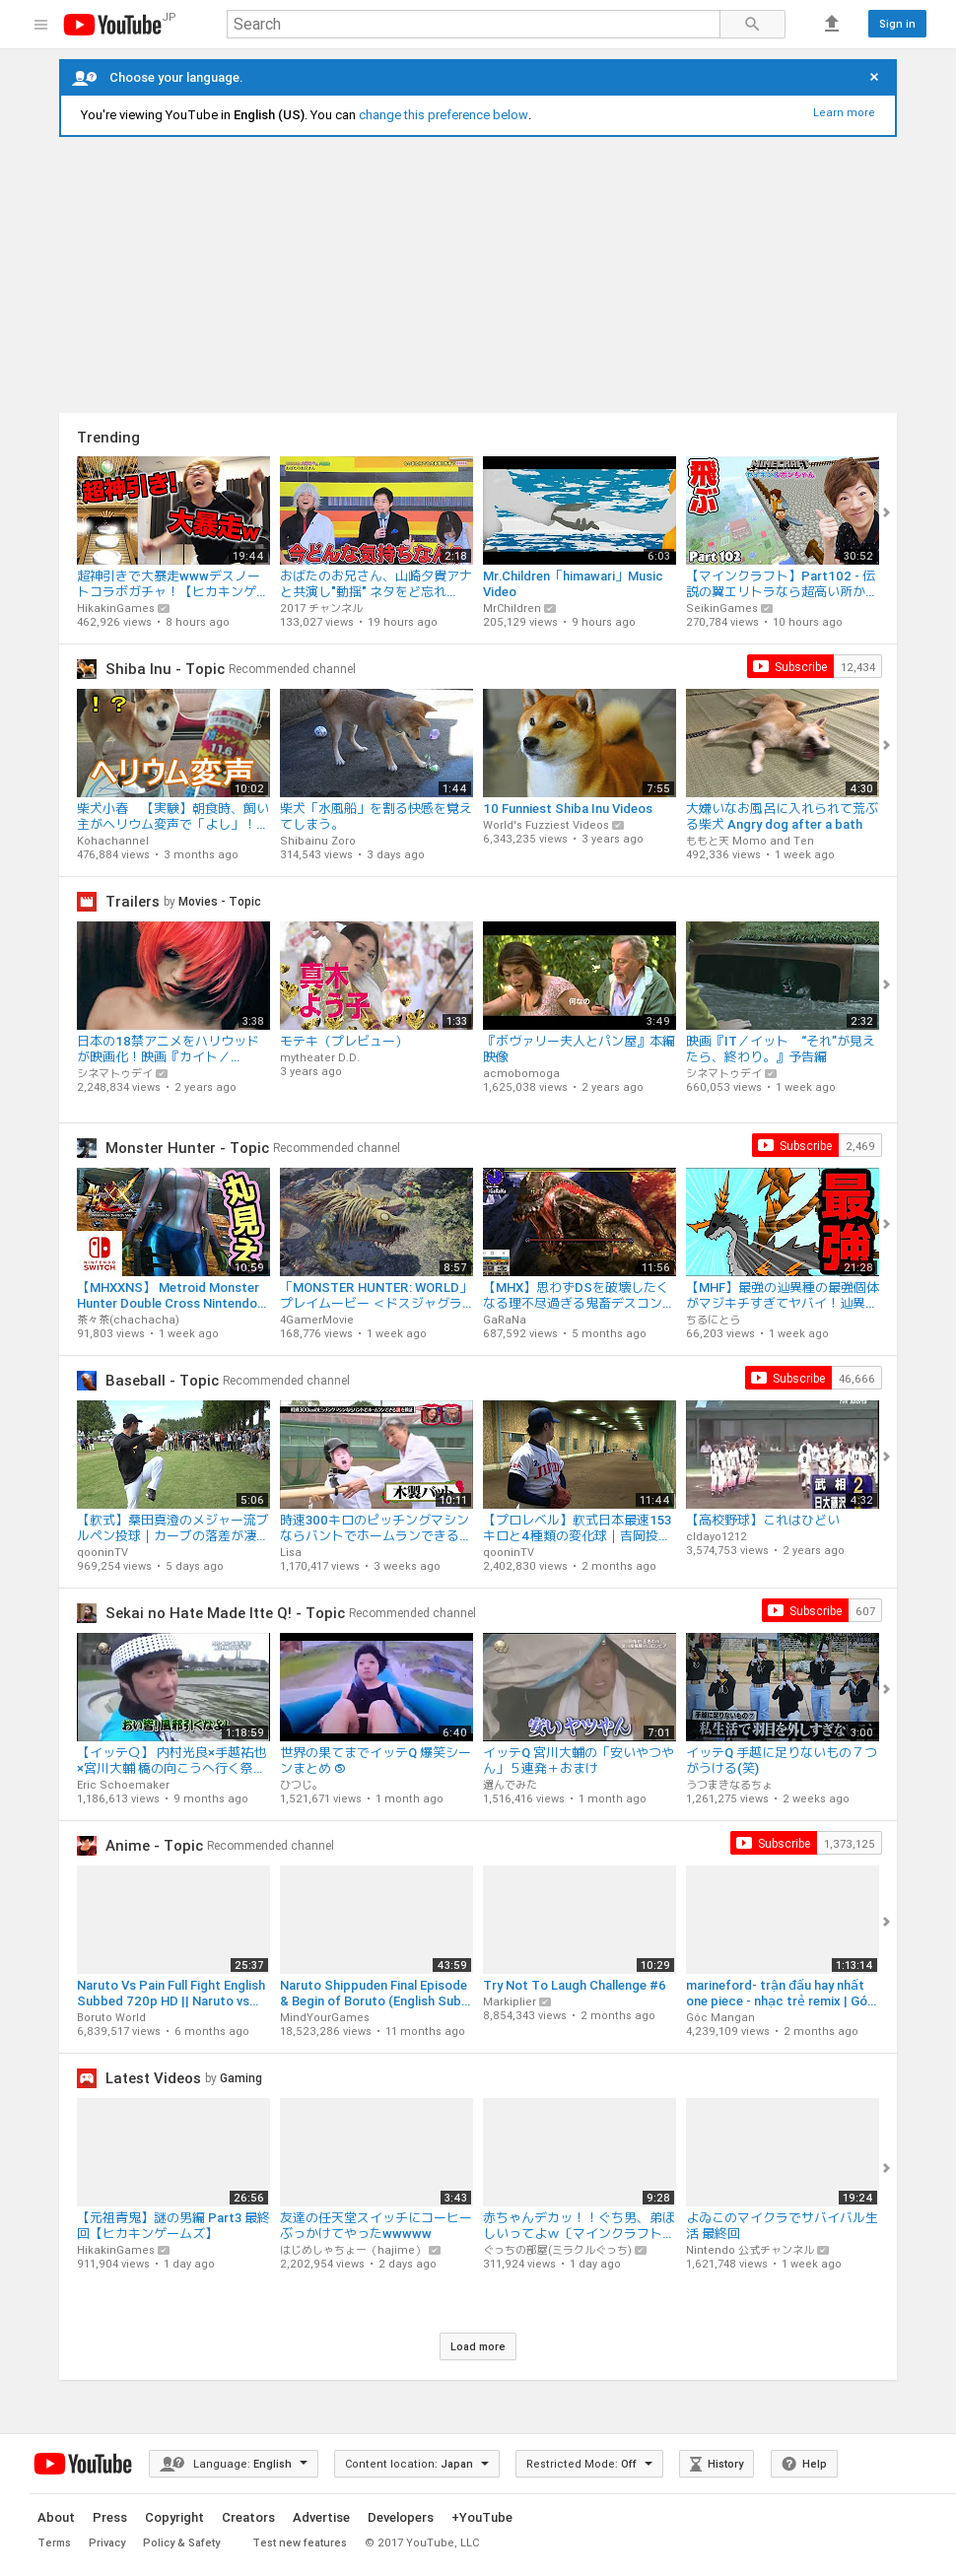 YouTube JP
Search
Sign in
Choose your language.
×
You're viewing YouTube in English (US). You can change this preference below.
Learn more
Trending
超神引き!
大暴走w
19:44
今どんな気持ちなん
2:18
6:03
飛ぶ
MINECRAFT
Part 102
30:52
超神引きで大暴走wwwデスノー
トコラボガチャ！【ヒカキンゲ...
HikakinGames
462,926 views • 8 hours ago
おばたのお兄さん、山崎夕貴アナ
と共演し"動揺" ネタをど忘れ...
2017 チャンネル
133,027 views • 19 hours ago
Mr.Children「himawari」Music
Video
MrChildren
205,129 views • 9 hours ago
【マインクラフト】Part102 - 伝
説の翼エリトラなら超高い所か...
SeikinGames
270,784 views • 10 hours ago
Shiba Inu - Topic Recommended channel
Subscribe 12,434
！？
ヘリウム変声
10:02
1:44
7:55
4:30
柴犬小春　【実験】朝食時、飼い
主がヘリウム変声で「よし」！...
Kohachannel
476,884 views • 3 months ago
柴犬「水風船」を割る快感を覚え
てしまう。
Shibainu Zoro
314,543 views • 3 days ago
10 Funniest Shiba Inu Videos
World's Fuzziest Videos
6,343,235 views • 3 years ago
大嫌いなお風呂に入れられて荒ぶ
る柴犬 Angry dog after a bath
ももと天 Momo and Ten
492,336 views • 1 week ago
Trailers by Movies - Topic
3:38
真木
よう子
1:33
何なの
3:49
2:32
日本の18禁アニメをハリウッド
が映画化！映画『カイト／...
シネマトゥデイ
2,248,834 views • 2 years ago
モテキ（プレビュー）
mytheater D.D.
3 years ago
『ボヴァリー夫人とパン屋』本編
映像
acmobomoga
1,625,038 views • 2 years ago
映画『IT／イット　“それ”が見え
たら、終わり。』予告編
シネマトゥデイ
660,053 views • 1 week ago
Monster Hunter - Topic Recommended channel
Subscribe 2,469
丸見え
NINTENDO
SWITCH
10:59
8:57
11:56
最強
21:28
【MHXXNS】 Metroid Monster
Hunter Double Cross Nintendo...
茶々茶(chachacha)
91,803 views • 1 week ago
「MONSTER HUNTER: WORLD」
プレイムービー ＜ドスジャグラ...
4GamerMovie
168,776 views • 1 week ago
【MHX】思わずDSを破壊したく
なる理不尽過ぎる鬼畜デスコン...
GaRaNa
687,592 views • 5 months ago
【MHF】最強の辿異種の最強個体
がマジキチすぎてヤバイ！辿異...
ちるにとら
66,203 views • 1 week ago
Baseball - Topic Recommended channel
Subscribe 46,666
5:06
木製バット
10:11
11:44
武相 2
日大藤沢
4:32
【軟式】桑田真澄のメジャー流ブ
ルペン投球｜カーブの落差が凄...
qooninTV
969,254 views • 5 days ago
時速300キロのピッチングマシン
ならバントでホームランできる...
Lisa
1,170,417 views • 3 weeks ago
【プロレベル】軟式日本最速153
キロと4種類の変化球｜吉岡投...
qooninTV
2,402,830 views • 2 months ago
【高校野球】これはひどい
cldayo1212
3,574,753 views • 2 years ago
Sekai no Hate Made Itte Q! - Topic Recommended channel
Subscribe 607
おい宮!風邪引くなよ!
1:18:59
6:40
安いヤツやん
7:01
手越に足りないもの?
私生活で羽目を外しすぎな
3:00
【イッテＱ】 内村光良×手越祐也
×宮川大輔 橋の向こうへ行く祭...
Eric Schoemaker
1,186,613 views • 9 months ago
世界の果てまでイッテQ 爆笑シー
ンまとめ ⑤
ひつじ。
1,521,671 views • 1 month ago
イッテQ 宮川大輔の「安いやつや
ん」５連発＋おまけ
選んでみた
1,516,416 views • 1 month ago
イッテQ 手越に足りないもの７つ
がうける(笑)
うつまきなるちょ
1,261,275 views • 2 weeks ago
Anime - Topic Recommended channel
Subscribe 1,373,125
25:37
43:59
10:29
1:13:14
Naruto Vs Pain Full Fight English
Subbed 720p HD || Naruto vs...
Boruto World
6,839,517 views • 6 months ago
Naruto Shippuden Final Episode
& Begin of Boruto (English Sub...
MindYourGames
18,523,286 views • 11 months ago
Try Not To Laugh Challenge #6
Markiplier
8,854,343 views • 2 months ago
marineford- trận đấu hay nhất
one piece - nhạc trẻ remix | Gó...
Góc Mangan
4,239,109 views • 2 months ago
Latest Videos by Gaming
26:56
3:43
9:28
19:24
【元祖青鬼】謎の男編 Part3 最終
回【ヒカキンゲームズ】
HikakinGames
911,904 views • 1 day ago
友達の任天堂スイッチにコーヒー
ぶっかけてやったwwwww
はじめしゃちょー（hajime）
2,202,954 views • 2 days ago
赤ちゃんデカッ！！ぐち男、弟ほ
しいってよｗ〔マインクラフト...
ぐっちの部屋(ミラクルぐっち)
311,924 views • 1 day ago
よゐこのマイクラでサバイバル生
活 最終回
Nintendo 公式チャンネル
1,621,748 views • 1 week ago
Load more
YouTube
Language: English
Content location: Japan
Restricted Mode: Off
History
Help
About Press Copyright Creators Advertise Developers +YouTube
Terms Privacy Policy & Safety Test new features © 2017 YouTube, LLC